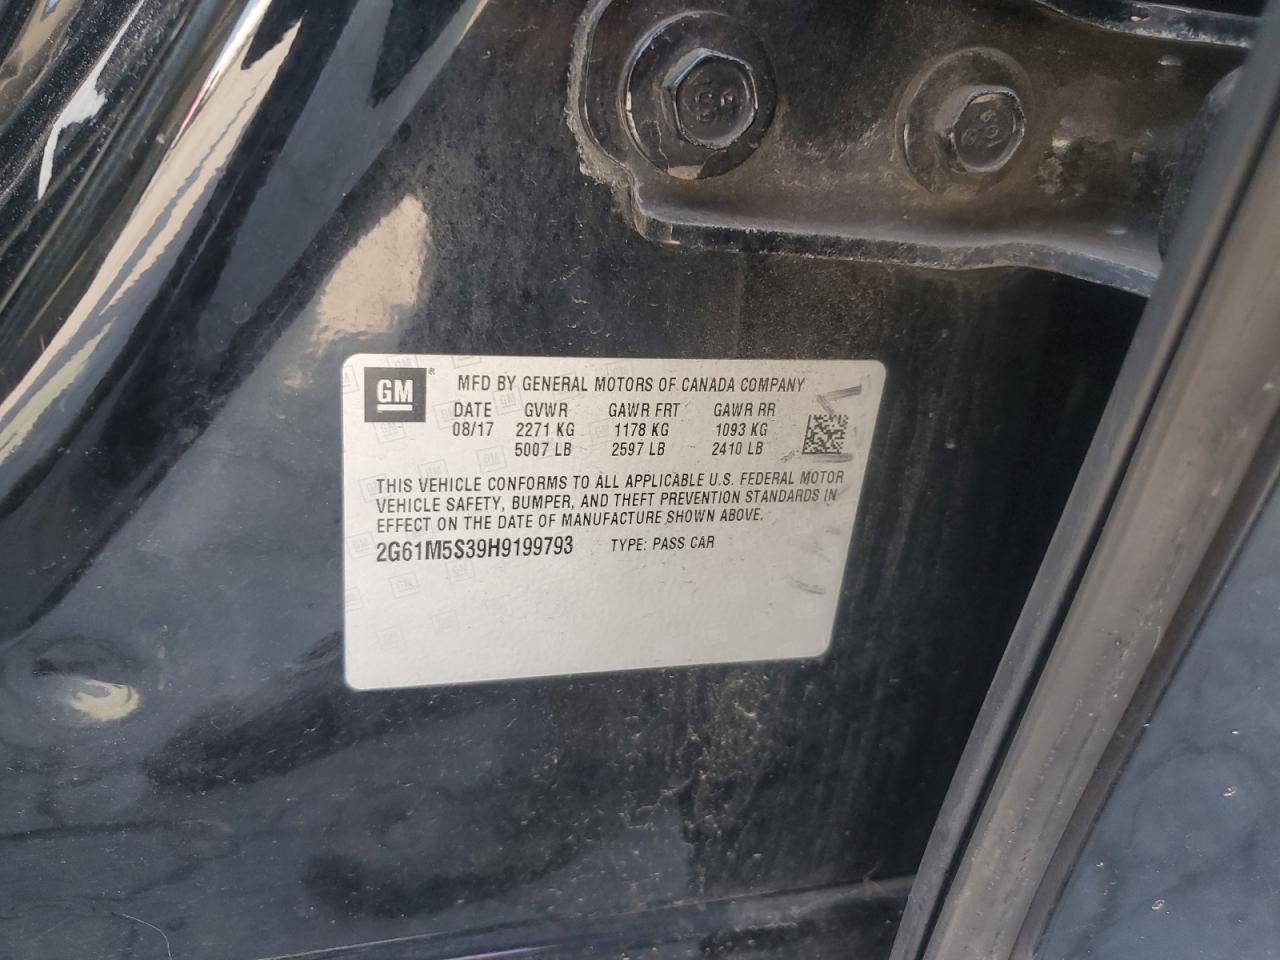 GM
MFD BY GENERAL MOTORS OF CANADA COMPANY
DATE GVWR GAWR FRT GAWR RR
08/17 2271 KG 1178 KG 1093 KG
5007 LB 2597 LB 2410 LB
THIS VEHICLE CONFORMS TO ALL APPLICABLE U.S. FEDERAL MOTOR
VEHICLE SAFETY, BUMPER, AND THEFT PREVENTION STANDARDS IN
EFFECT ON THE DATE OF MANUFACTURE SHOWN ABOVE.
2G61M5S39H9199793 TYPE: PASS CAR